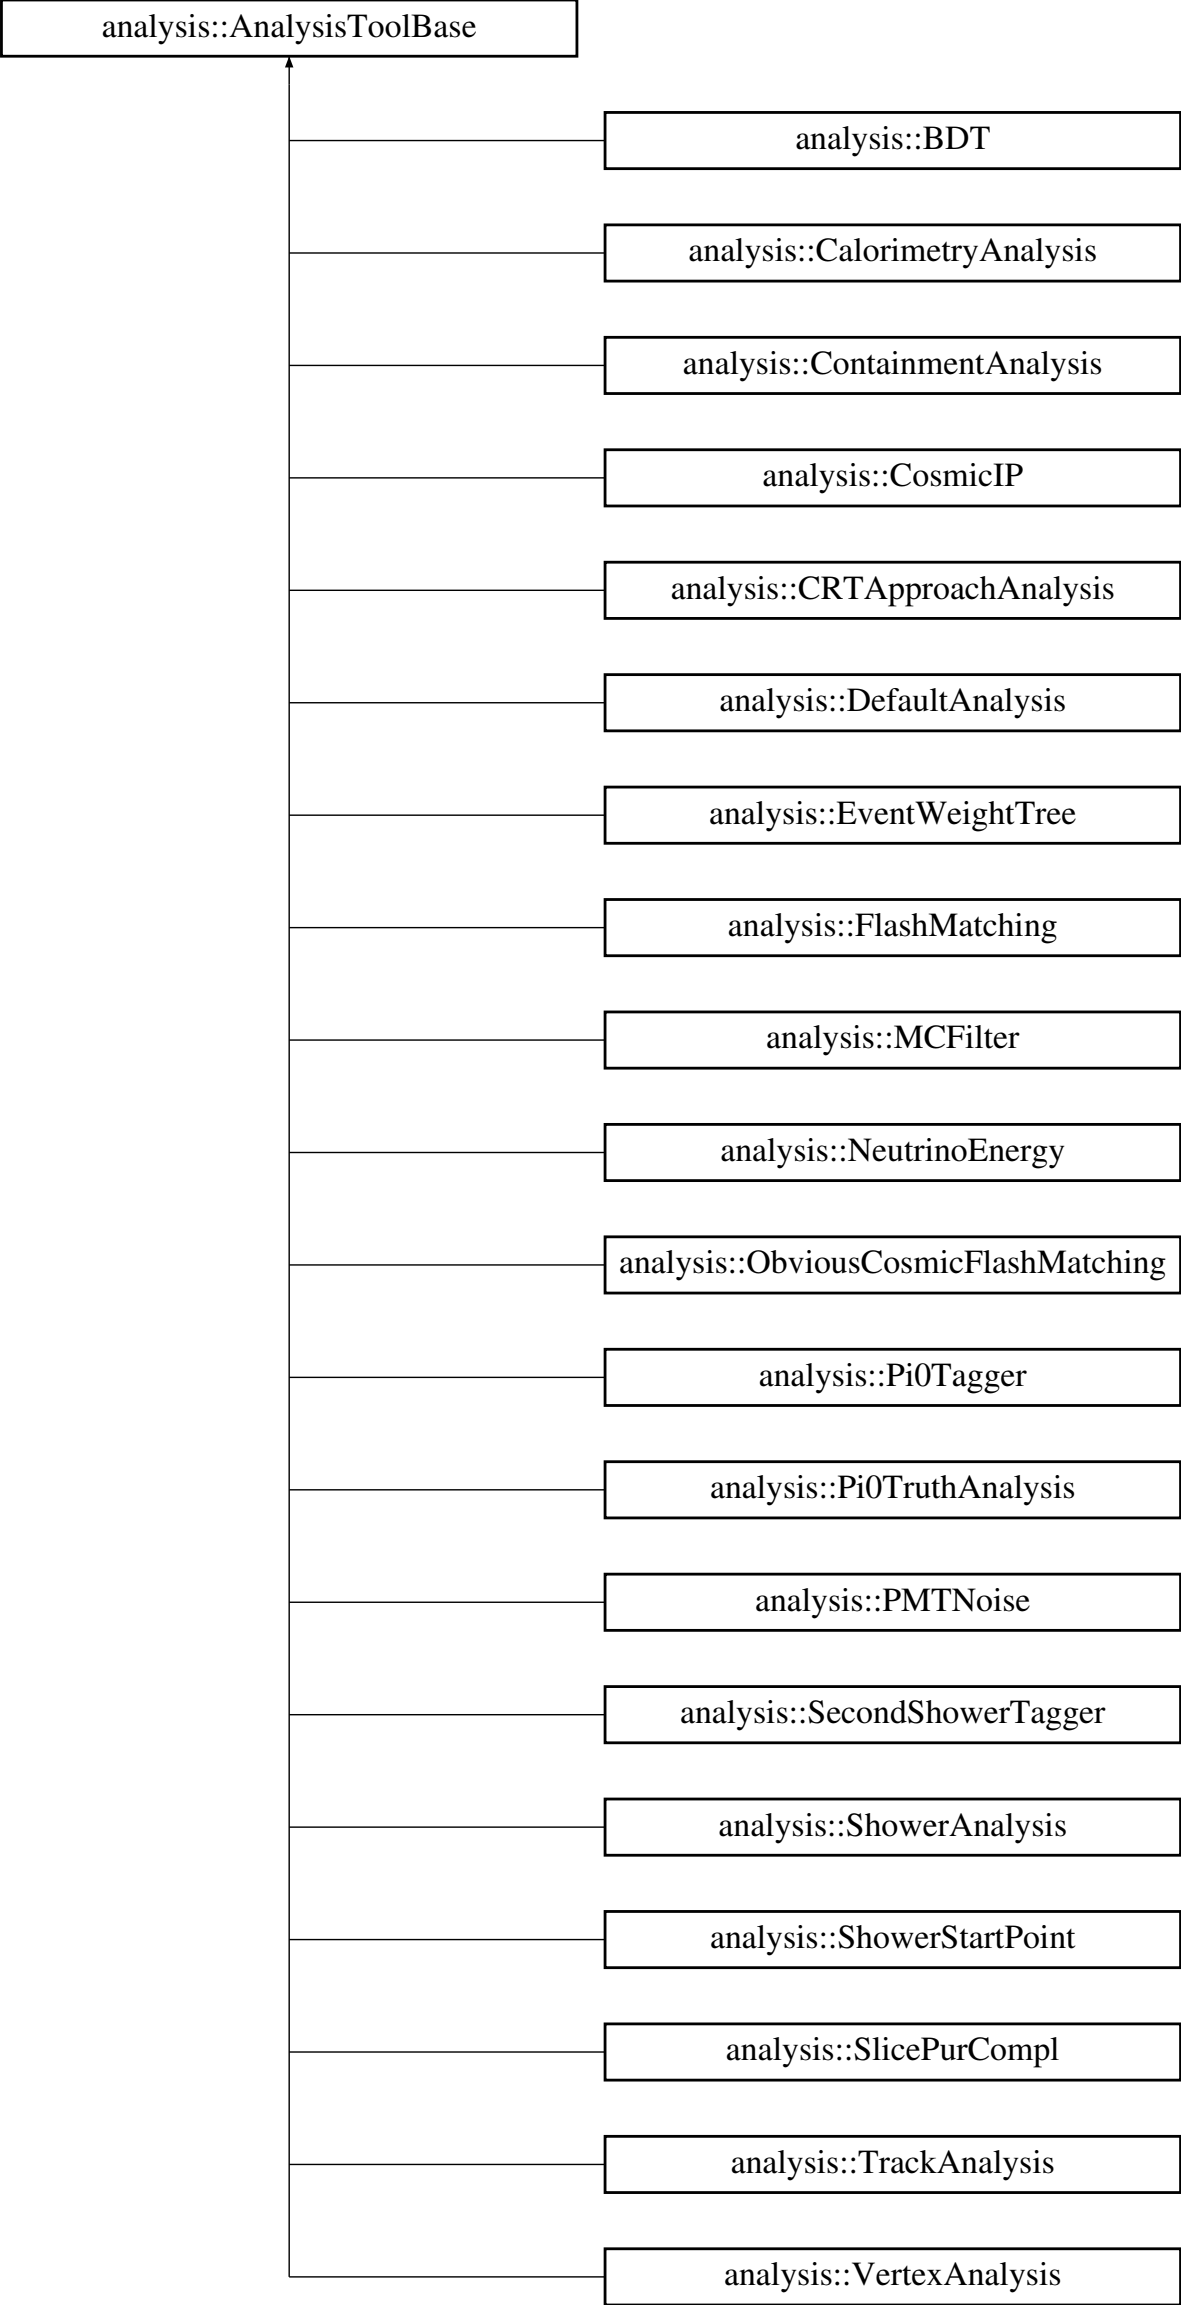 analysis::AnalysisToolBase
analysis::BDT
analysis::CalorimetryAnalysis
analysis::ContainmentAnalysis
analysis::CosmicIP
analysis::CRTApproachAnalysis
analysis::DefaultAnalysis
analysis::EventWeightTree
analysis::FlashMatching
analysis::MCFilter
analysis::NeutrinoEnergy
analysis::ObviousCosmicFlashMatching
analysis::Pi0Tagger
analysis::Pi0TruthAnalysis
analysis::PMTNoise
analysis::SecondShowerTagger
analysis::ShowerAnalysis
analysis::ShowerStartPoint
analysis::SlicePurCompl
analysis::TrackAnalysis
analysis::VertexAnalysis